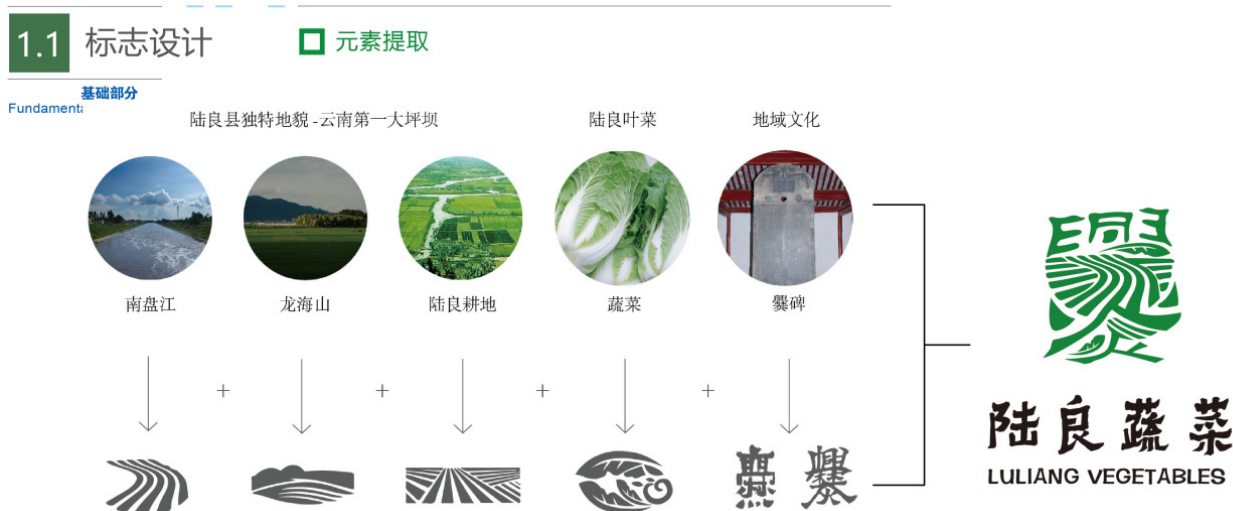 1.1 标志设计
元素提取
基础部分
Fundamenta
陆良县独特地貌-云南第一大坪坝
陆良叶菜
地域文化
南盘江
龙海山
陆良耕地
蔬菜
爨碑
+ + + +
爨
陆良蔬菜
LULIANG VEGETABLES